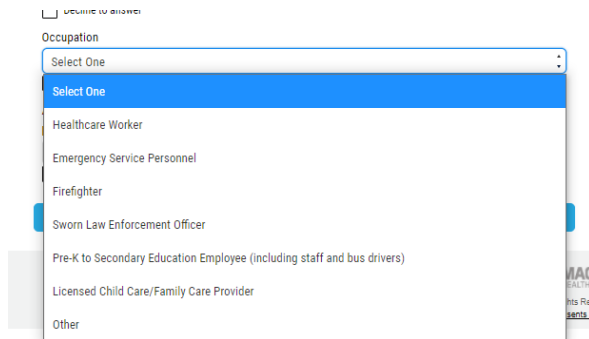 Decline to answer
Occupation
Select One
Select One
Healthcare Worker
Emergency Service Personnel
Firefighter
Sworn Law Enforcement Officer
Pre-K to Secondary Education Employee (including staff and bus drivers)
Licensed Child Care/Family Care Provider
Other